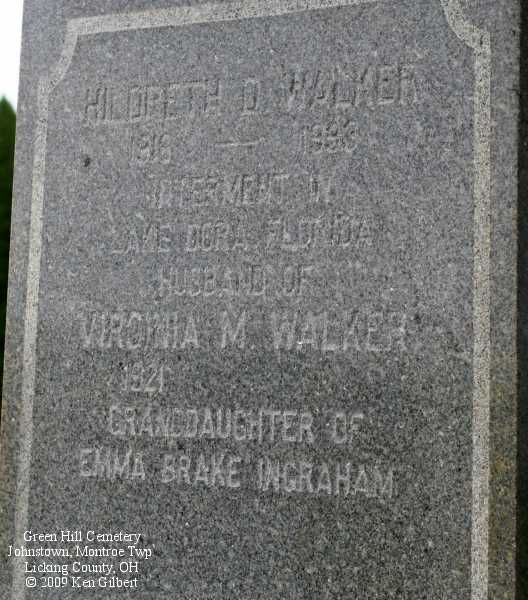 HILDRETH D. WALKER
1916 — 1993
INTERMENT IN
LAKE DORA, FLORIDA
HUSBAND OF
VIRGINIA M. WALKER
1921
GRANDDAUGHTER OF
EMMA BRAKE INGRAHAM
Green Hill Cemetery
Johnstown, Montroe Twp
Licking County, OH
© 2009 Ken Gilbert